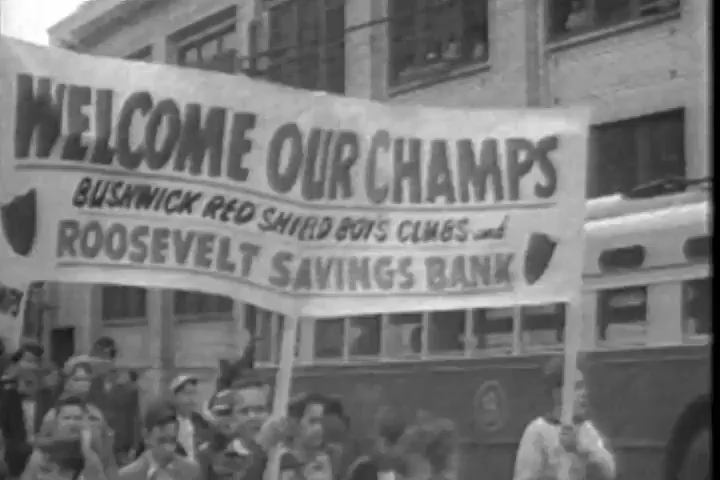 WELCOME OUR CHAMPS
BUSHWICK RED SHIELD BOYS CLUBS and
ROOSEVELT SAVINGS BANK